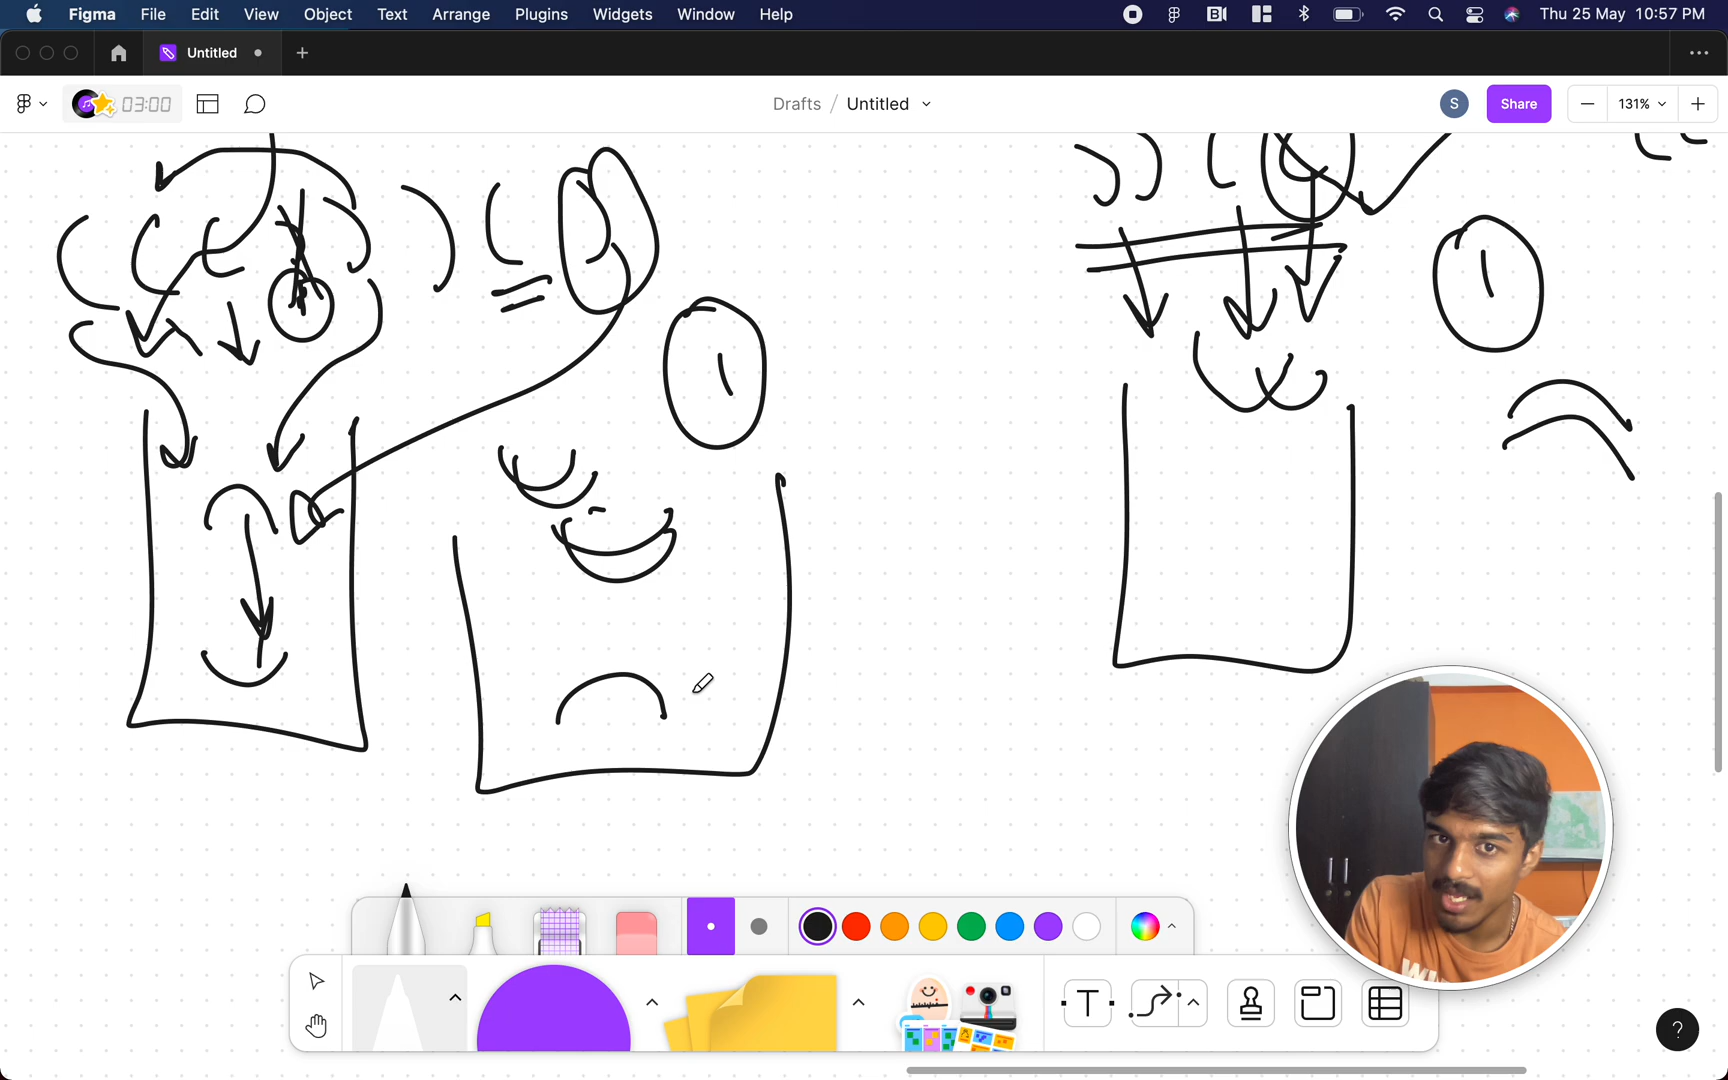 Figma File Edit View Object Text Arrange Plugins Widgets Window Help Thu 25 May 10:57 PM
Untitled
03:00 Drafts / Untitled S Share 131%
T
?